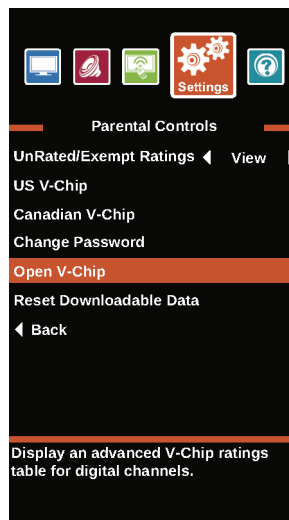 Settings
Parental Controls
UnRated/Exempt Ratings View
US V-Chip
Canadian V-Chip
Change Password
Open V-Chip
Reset Downloadable Data
Back
Display an advanced V-Chip ratings
table for digital channels.